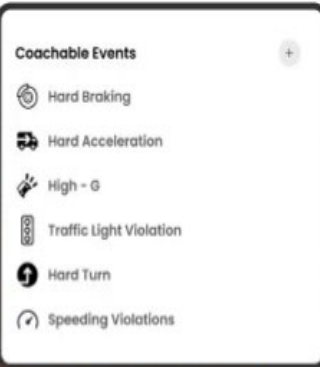 Coachable Events
+
Hard Braking
Hard Acceleration
High - G
Traffic Light Violation
Hard Turn
Speeding Violations